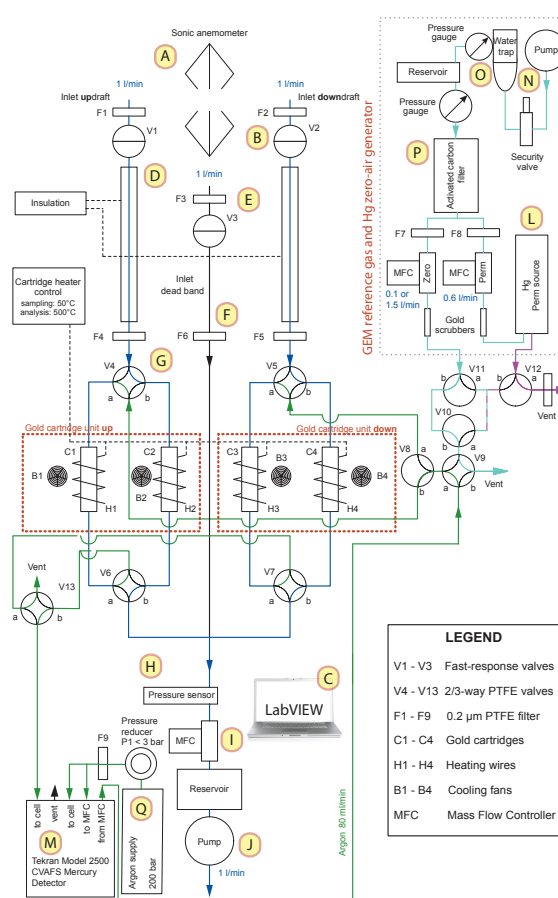 Sonic anemometer
A
1 l/min
Inlet updraft
1 l/min
Inlet downdraft
F1
F2
V1
B
V2
D
1 l/min
E
F3
V3
Insulation
Inlet
dead band
Cartridge heater
control
sampling: 50°C
analysis: 500°C
F
F4
F6
F5
V4
G
V5
a
b
a
b
Gold cartridge unit up
Gold cartridge unit down
C1
C2
C3
C4
B1
B2
B3
B4
H1
H2
H3
H4
Vent
V13
a
b
V6
a
b
V7
a
b
H
Pressure sensor
C
LabVIEW
Pressure
reducer
P1 < 3 bar
F9
MFC
I
Reservoir
Q
M
to cell
vent
to cell
to MFC
from MFC
Tekran Model 2500
CVAFS Mercury
Detector
Argon supply
200 bar
Pump
J
1 l/min
Argon 80 ml/min
GEM reference gas and Hg zero-air generator
Pressure
gauge
Water
trap
Pump
O
N
Reservoir
Pressure
gauge
Security
valve
P
Activated carbon
filter
L
F7
F8
MFC
Zero
MFC
Perm
Hg
Perm source
0.1 or
1.5 l/min
0.6 l/min
Gold
scrubbers
V11
b
a
V12
b
a
Vent
V10
b
a
V8
a
b
V9
a
b
Vent
LEGEND
V1 - V3 Fast-response valves
V4 - V13 2/3-way PTFE valves
F1 - F9 0.2 µm PTFE filter
C1 - C4 Gold cartridges
H1 - H4 Heating wires
B1 - B4 Cooling fans
MFC Mass Flow Controller